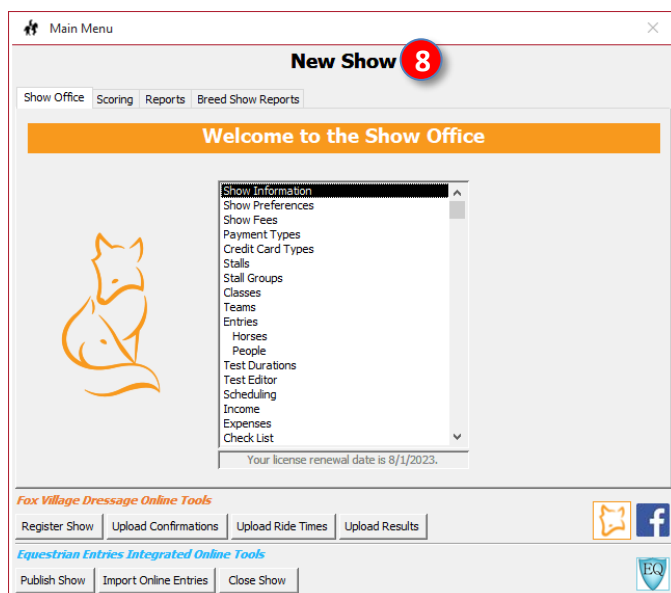 Main Menu
New Show 8
Show Office Scoring Reports Breed Show Reports
Welcome to the Show Office
Show Information
Show Preferences
Show Fees
Payment Types
Credit Card Types
Stalls
Stall Groups
Classes
Teams
Entries
Horses
People
Test Durations
Test Editor
Scheduling
Income
Expenses
Check List
Your license renewal date is 8/1/2023.
Fox Village Dressage Online Tools
Register Show Upload Confirmations Upload Ride Times Upload Results
f
Equestrian Entries Integrated Online Tools
Publish Show Import Online Entries Close Show
EQ